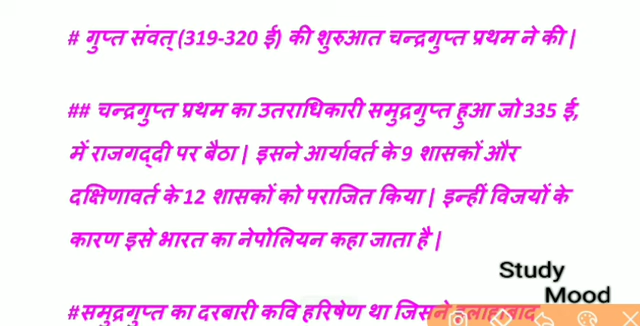 # गुप्त संवत् (319-320 ई) की शुरुआत चन्द्रगुप्त प्रथम ने की |
## चन्द्रगुप्त प्रथम का उतराधिकारी समुद्रगुप्त हुआ जो 335 ई,
में राजगद्दी पर बैठा | इसने आर्यावर्त के 9 शासकों और
दक्षिणावर्त के 12 शासकों को पराजित किया | इन्हीं विजयों के
कारण इसे भारत का नेपोलियन कहा जाता है |
Study
Mood
#समुद्रगुप्त का दरबारी कवि हरिषेण था जिसने इलाहाबाद